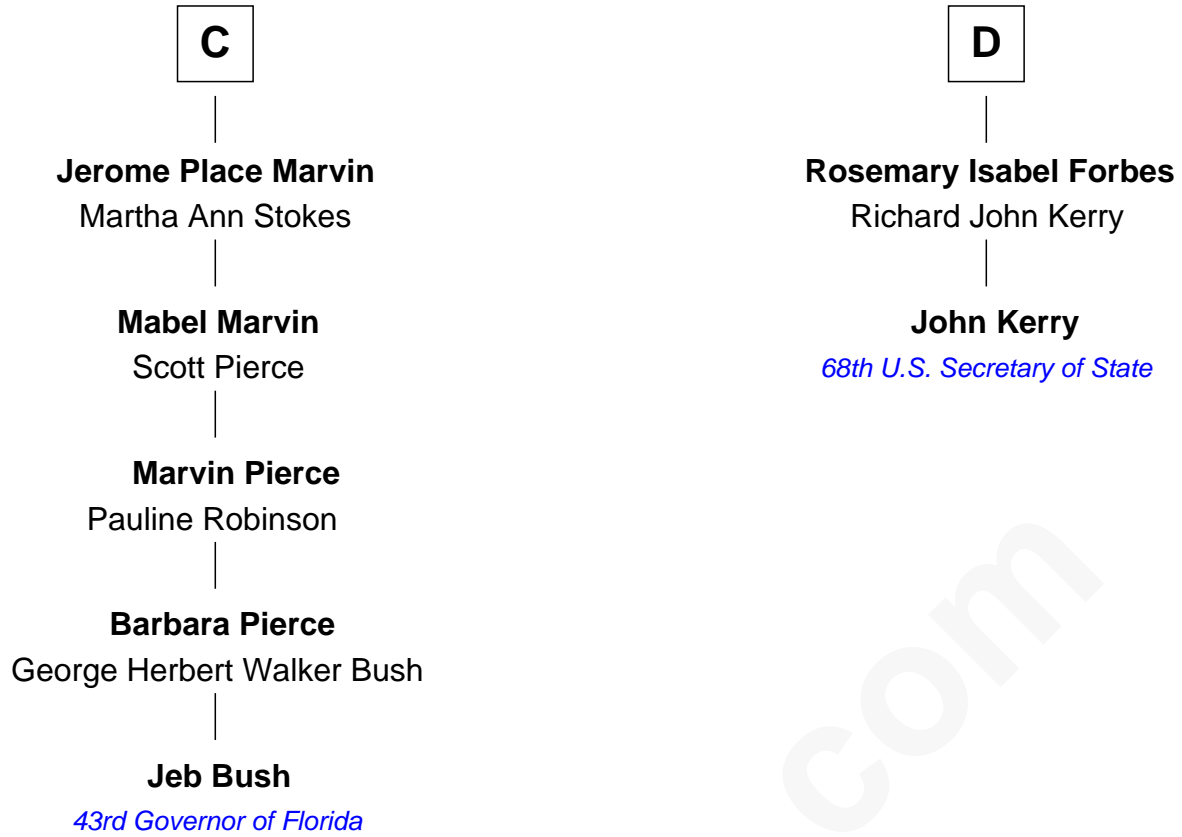 C
Jerome Place Marvin
Martha Ann Stokes
Mabel Marvin
Scott Pierce
Marvin Pierce
Pauline Robinson
Barbara Pierce
George Herbert Walker Bush
Jeb Bush
43rd Governor of Florida
D
Rosemary Isabel Forbes
Richard John Kerry
John Kerry
68th U.S. Secretary of State
com